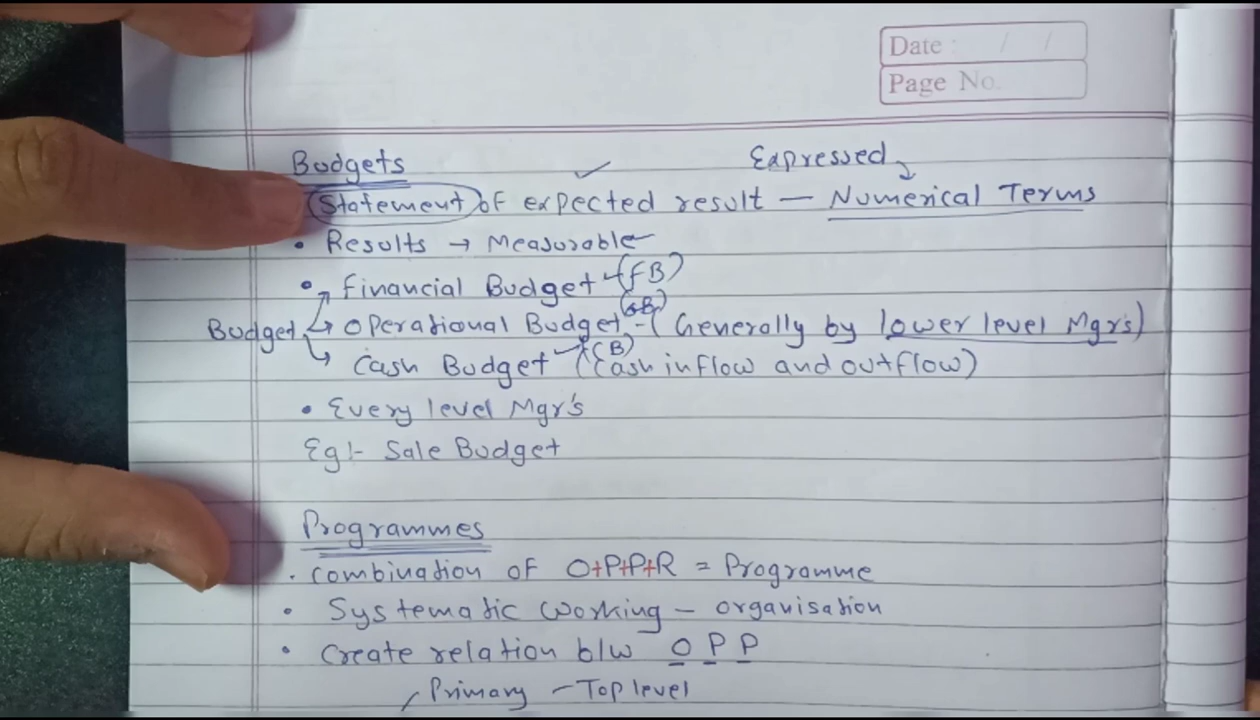 Date : / /
Page No.
Budgets
Expressed
Statement of expected result — Numerical Terms
• Results → Measurable
• Financial Budget - (FB)
(OB)
Budget → Operational Budget - (Generally by lower level Mgr's)
(CB)
Cash Budget (Cash inflow and outflow)
• Every level Mgr's
Eg:- Sale Budget
Programmes
. Combination of O+P+P+R = Programme
• Systematic working - organisation
• Create relation b/w O P P
Primary - Top level